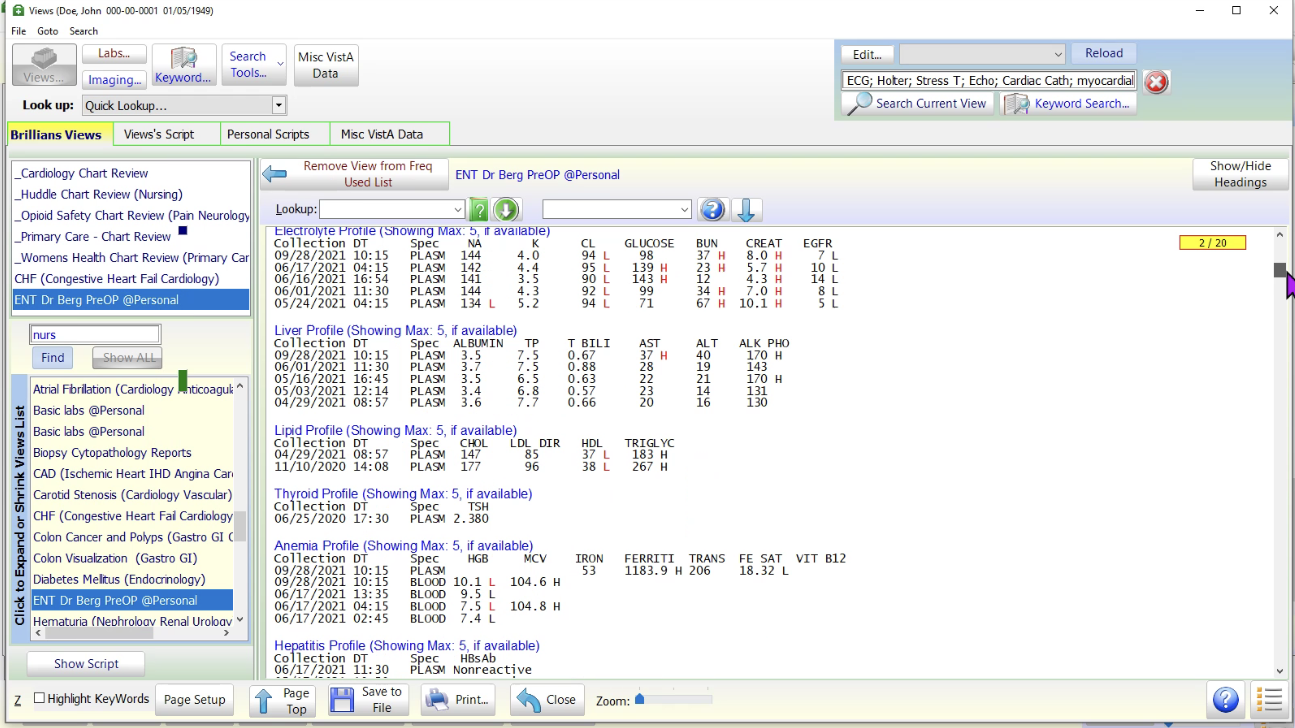 Views (Doe, John 000-00-0001 01/05/1949)
File Goto Search
Views... Labs... Imaging... Keyword... Search Tools... Misc VistA Data
Edit... Reload
ECG; Holter; Stress T; Echo; Cardiac Cath; myocardial
Search Current View Keyword Search...
Look up: Quick Lookup...
Brillians Views Views's Script Personal Scripts Misc VistA Data
_Cardiology Chart Review
_Huddle Chart Review (Nursing)
_Opioid Safety Chart Review (Pain Neurology
_Primary Care - Chart Review
_Womens Health Chart Review (Primary Car
CHF (Congestive Heart Fail Cardiology)
ENT Dr Berg PreOP @Personal
nurs
Find Show ALL
Click to Expand or Shrink Views List
Atrial Fibrillation (Cardiology Anticoagula
Basic labs @Personal
Basic labs @Personal
Biopsy Cytopathology Reports
CAD (Ischemic Heart IHD Angina Card
Carotid Stenosis (Cardiology Vascular)
CHF (Congestive Heart Fail Cardiology
Colon Cancer and Polyps (Gastro GI C
Colon Visualization (Gastro GI)
Diabetes Mellitus (Endocrinology)
ENT Dr Berg PreOP @Personal
Hematuria (Nephrology Renal Urology
Show Script
Remove View from Freq Used List
ENT Dr Berg PreOP @Personal
Show/Hide Headings
Lookup:
2 / 20
Electrolyte Profile (Showing Max: 5, if available)
Collection DT Spec NA K CL GLUCOSE BUN CREAT EGFR
09/28/2021 10:15 PLASM 144 4.0 94 L 98 37 H 8.0 H 7 L
06/17/2021 04:15 PLASM 142 4.4 95 L 139 H 23 H 5.7 H 10 L
06/16/2021 16:54 PLASM 141 3.5 90 L 143 H 12 4.3 H 14 L
06/01/2021 11:30 PLASM 144 4.3 92 L 99 34 H 7.0 H 8 L
05/24/2021 04:15 PLASM 134 L 5.2 94 L 71 67 H 10.1 H 5 L
Liver Profile (Showing Max: 5, if available)
Collection DT Spec ALBUMIN TP T BILI AST ALT ALK PHO
09/28/2021 10:15 PLASM 3.5 7.5 0.67 37 H 40 170 H
06/01/2021 11:30 PLASM 3.7 7.5 0.88 28 19 143
05/16/2021 16:45 PLASM 3.5 6.5 0.63 22 21 170 H
05/03/2021 12:14 PLASM 3.4 6.8 0.57 23 14 131
04/29/2021 08:57 PLASM 3.6 7.7 0.66 20 16 130
Lipid Profile (Showing Max: 5, if available)
Collection DT Spec CHOL LDL DIR HDL TRIGLYC
04/29/2021 08:57 PLASM 147 85 37 L 183 H
11/10/2020 14:08 PLASM 177 96 38 L 267 H
Thyroid Profile (Showing Max: 5, if available)
Collection DT Spec TSH
06/25/2020 17:30 PLASM 2.380
Anemia Profile (Showing Max: 5, if available)
Collection DT Spec HGB MCV IRON FERRITI TRANS FE SAT VIT B12
09/28/2021 10:15 PLASM 53 1183.9 H 206 18.32 L
09/28/2021 10:15 BLOOD 10.1 L 104.6 H
06/17/2021 13:35 BLOOD 9.5 L
06/17/2021 04:15 BLOOD 7.5 L 104.8 H
06/17/2021 02:45 BLOOD 7.4 L
Hepatitis Profile (Showing Max: 5, if available)
Collection DT Spec HBsAb
06/17/2021 11:30 PLASM Nonreactive
Z Highlight KeyWords Page Setup Page Top Save to File Print... Close Zoom: